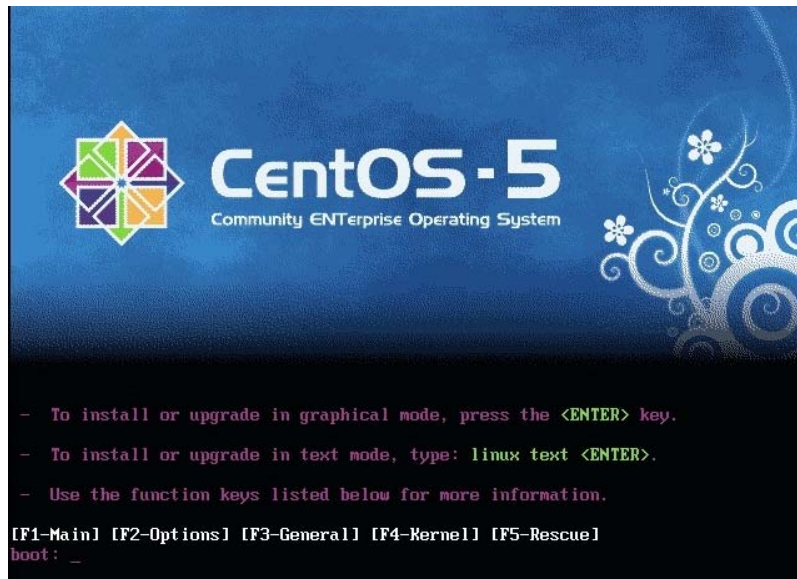 CentOS-5
Community ENTerprise Operating System
-  To install or upgrade in graphical mode, press the <ENTER> key.
-  To install or upgrade in text mode, type: linux text <ENTER>.
-  Use the function keys listed below for more information.
[F1-Main] [F2-Options] [F3-General] [F4-Kernel] [F5-Rescue]
boot: _